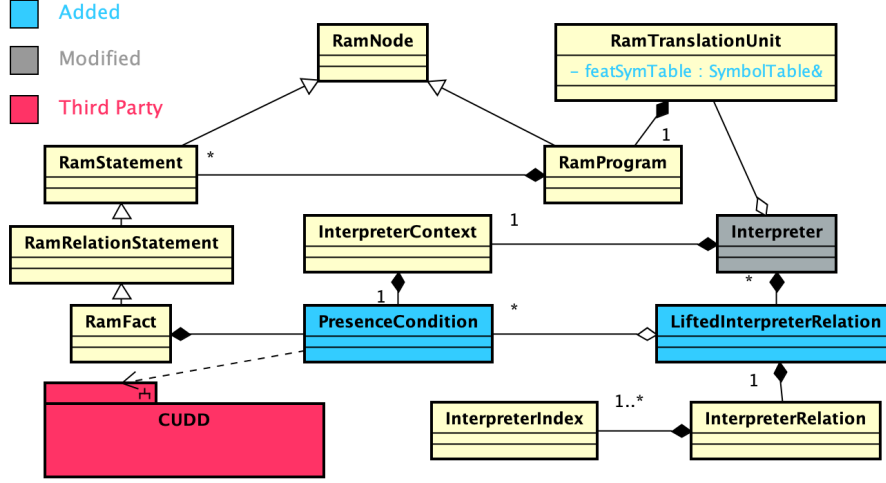 Added
Modified
Third Party
RamNode
RamTranslationUnit
– featSymTable : SymbolTable&
1
RamStatement
*
RamProgram
RamRelationStatement
InterpreterContext
1
Interpreter
1
*
*
RamFact
PresenceCondition
LiftedInterpreterRelation
1
1..*
CUDD
InterpreterIndex
InterpreterRelation